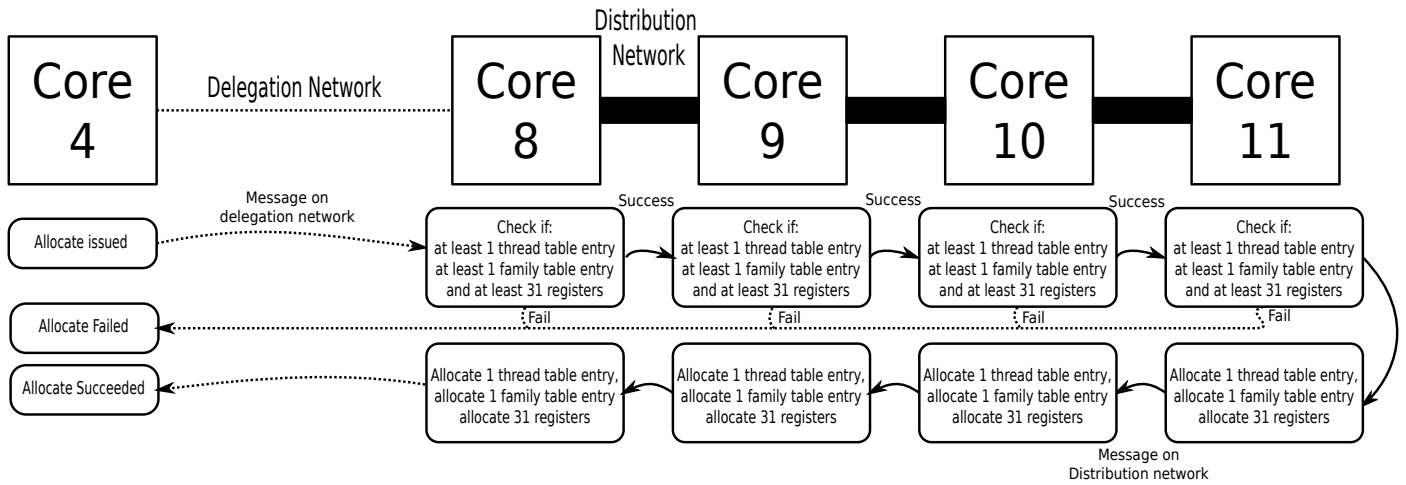 Distribution
Network
Core
4
Delegation Network
Core
8
Core
9
Core
10
Core
11
Message on
delegation network
Success
Success
Success
Allocate issued
Check if:
at least 1 thread table entry
at least 1 family table entry
and at least 31 registers
Check if:
at least 1 thread table entry
at least 1 family table entry
and at least 31 registers
Check if:
at least 1 thread table entry
at least 1 family table entry
and at least 31 registers
Check if:
at least 1 thread table entry
at least 1 family table entry
and at least 31 registers
Allocate Failed
Fail
Fail
Fail
Fail
Allocate Succeeded
Allocate 1 thread table entry,
allocate 1 family table entry
allocate 31 registers
Allocate 1 thread table entry,
allocate 1 family table entry
allocate 31 registers
Allocate 1 thread table entry,
allocate 1 family table entry
allocate 31 registers
Allocate 1 thread table entry,
allocate 1 family table entry
allocate 31 registers
Message on
Distribution network